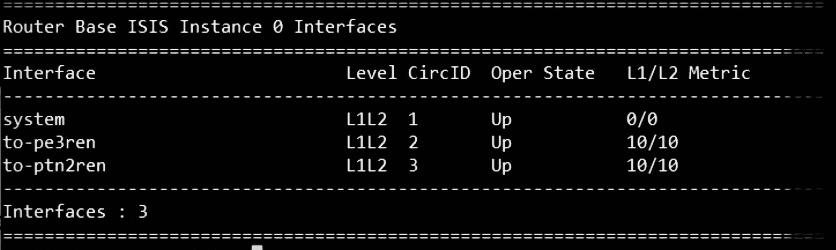 ===============================================================================
Router Base ISIS Instance 0 Interfaces
===============================================================================
Interface                        Level CircID  Oper State   L1/L2 Metric
-------------------------------------------------------------------------------
system                           L1L2  1       Up           0/0
to-pe3ren                        L1L2  2       Up           10/10
to-ptn2ren                       L1L2  3       Up           10/10
-------------------------------------------------------------------------------
Interfaces : 3
===============================================================================